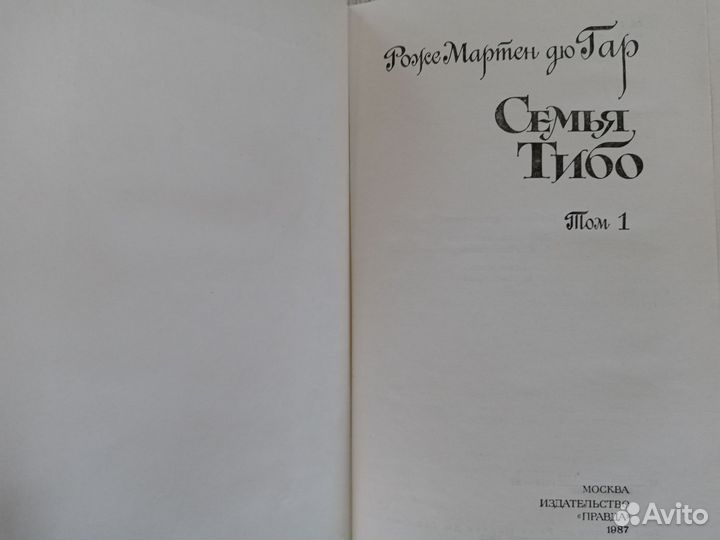 Роже Мартен дю Гар
Семья
Тибо
Том 1
МОСКВА
ИЗДАТЕЛЬСТВО
«ПРАВДА»
1987
Avito